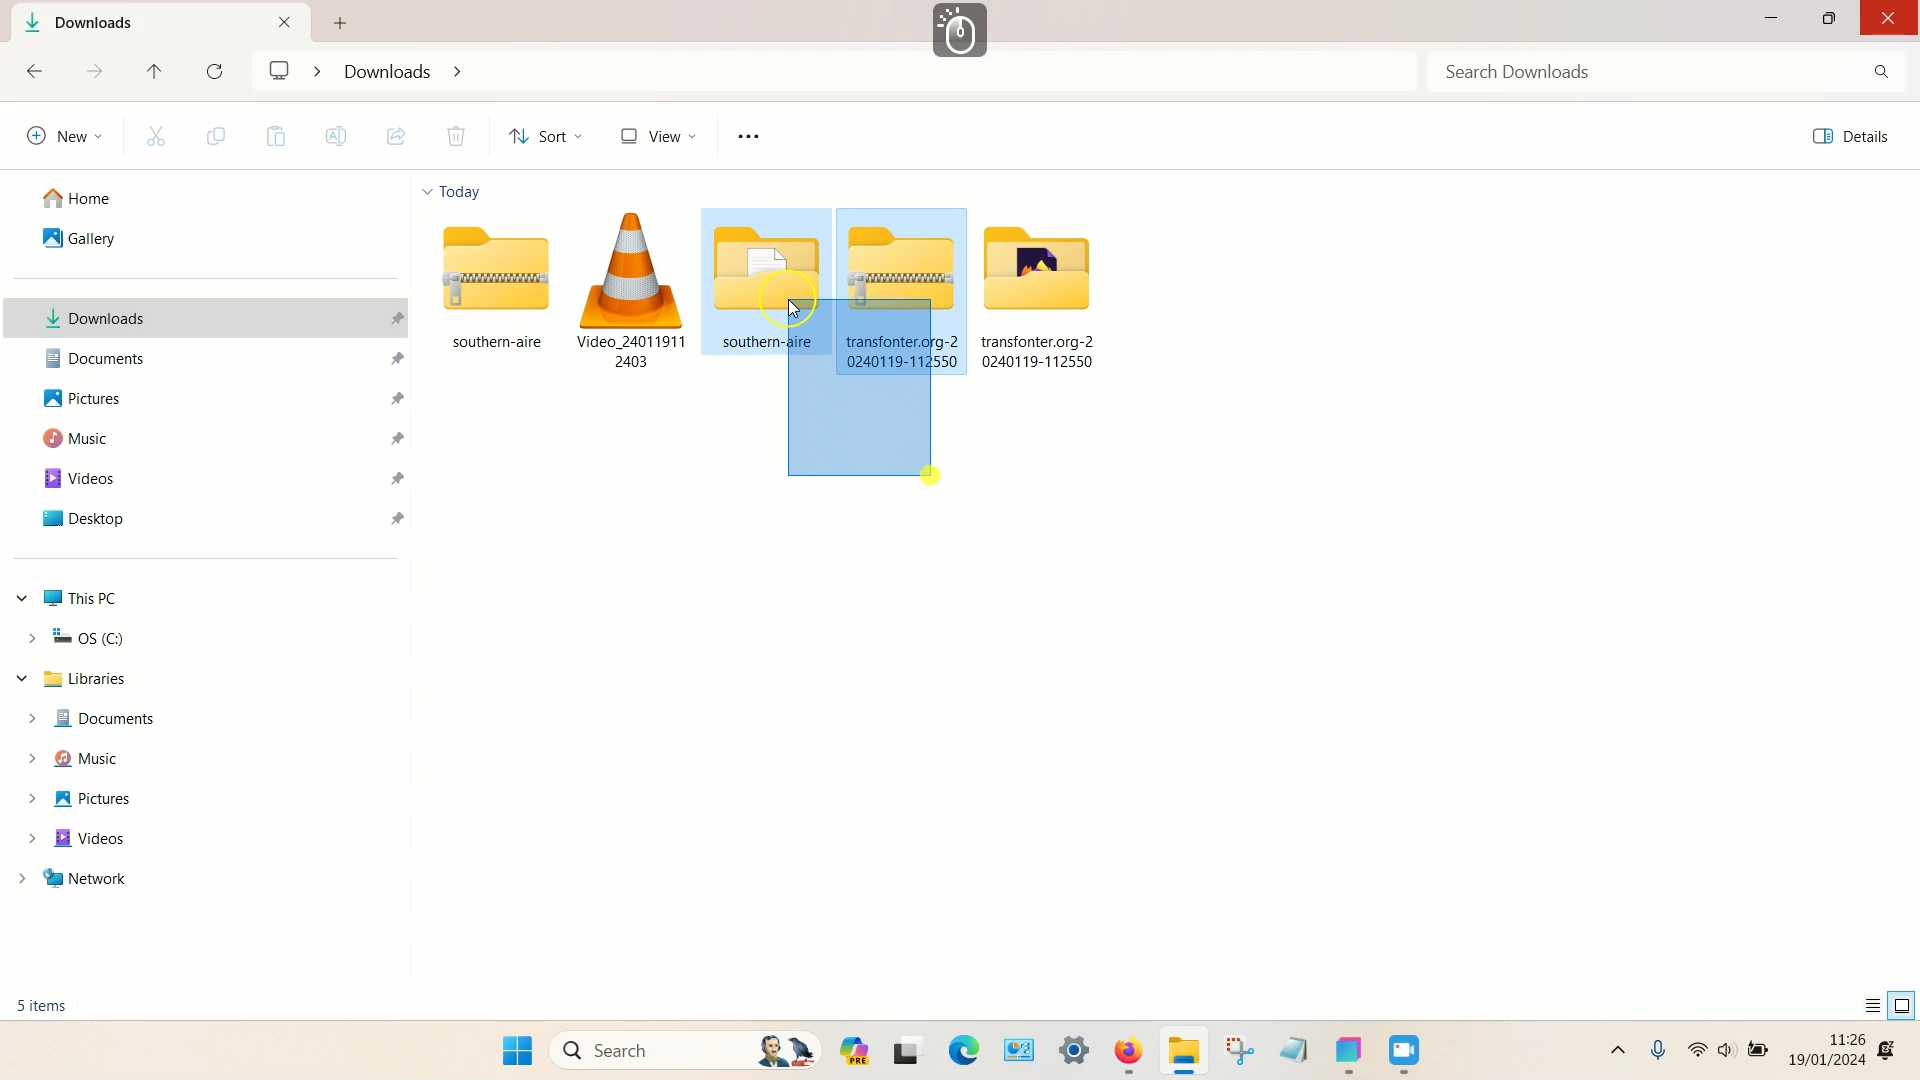 Downloads
Downloads
Search Downloads
New
Sort
View
Details
Home
Gallery
Downloads
Documents
Pictures
Music
Videos
Desktop
This PC
OS (C:)
Libraries
Documents
Music
Pictures
Videos
Network
Today
southern-aire
Video_24011911
2403
southern-aire
transfonter.org-2
0240119-112550
transfonter.org-2
0240119-112550
5 items
Search
PRE
11:26
19/01/2024